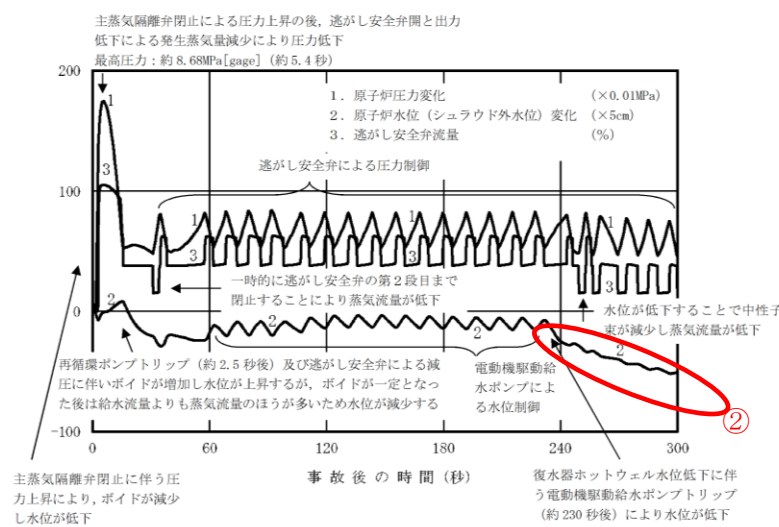 主蒸気隔離弁閉止による圧力上昇の後，逃がし安全弁開と出力
低下による発生蒸気量減少により圧力低下
最高圧力：約 8.68MPa[gage]（約 5.4 秒）
200
100
0
-100
1
3
2
1．原子炉圧力変化 （×0.01MPa）
2．原子炉水位（シュラウド外水位）変化 （×5cm）
3．逃がし安全弁流量 （%）
逃がし安全弁による圧力制御
1
1
1
3
3
3
一時的に逃がし安全弁の第２段目まで
閉止することにより蒸気流量が低下
水位が低下することで中性子
束が減少し蒸気流量が低下
2
2
2
再循環ポンプトリップ（約 2.5 秒後）及び逃がし安全弁による減
圧に伴いボイドが増加し水位が上昇するが，ボイドが一定となっ
た後は給水流量よりも蒸気流量のほうが多いため水位が減少する
電動機駆動給
水ポンプによ
る水位制御
②
0
60
120
180
240
300
事故後の時間（秒）
主蒸気隔離弁閉止に伴う圧
力上昇により，ボイドが減少
し水位が低下
復水器ホットウェル水位低下に伴
う電動機駆動給水ポンプトリップ
（約 230 秒後）により水位が低下